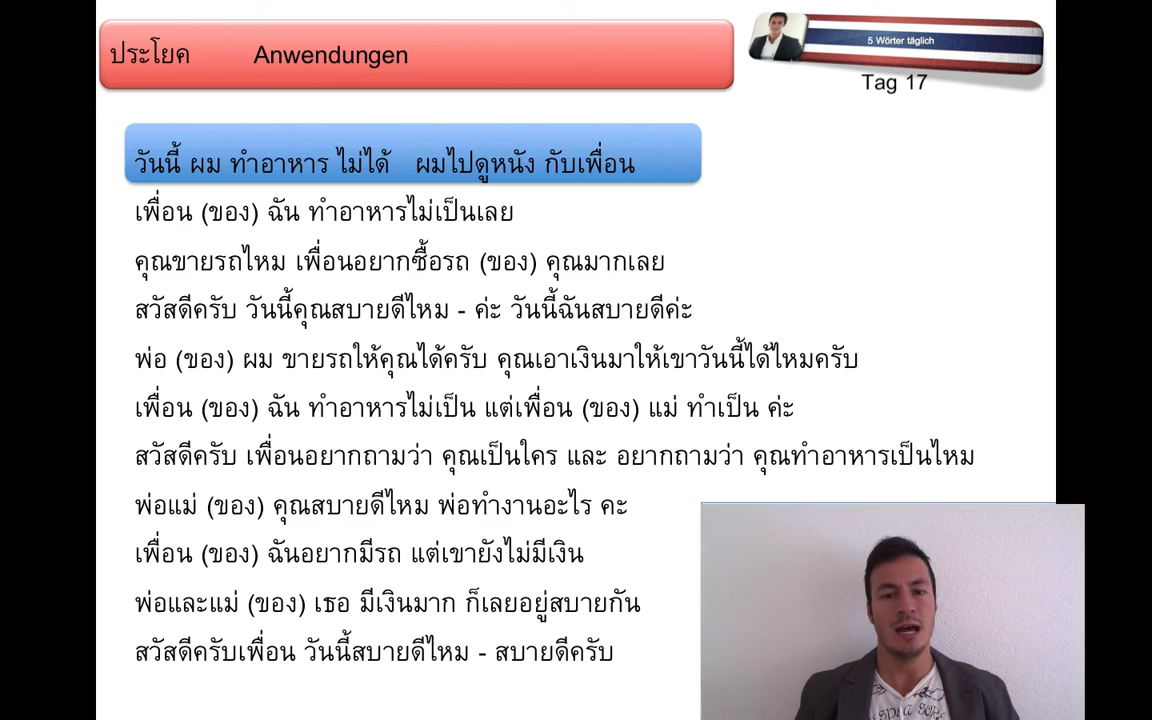 ประโยค Anwendungen
5 Wörter täglich
Tag 17
วันนี้ ผม ทำอาหาร ไม่ได้ ผมไปดูหนัง กับเพื่อน
เพื่อน (ของ) ฉัน ทำอาหารไม่เป็นเลย
คุณขายรถไหม เพื่อนอยากซื้อรถ (ของ) คุณมากเลย
สวัสดีครับ วันนี้คุณสบายดีไหม - ค่ะ วันนี้ฉันสบายดีค่ะ
พ่อ (ของ) ผม ขายรถให้คุณได้ครับ คุณเอาเงินมาให้เขาวันนี้ได้ไหมครับ
เพื่อน (ของ) ฉัน ทำอาหารไม่เป็น แต่เพื่อน (ของ) แม่ ทำเป็น ค่ะ
สวัสดีครับ เพื่อนอยากถามว่า คุณเป็นใคร และ อยากถามว่า คุณทำอาหารเป็นไหม
พ่อแม่ (ของ) คุณสบายดีไหม พ่อทำงานอะไร คะ
เพื่อน (ของ) ฉันอยากมีรถ แต่เขายังไม่มีเงิน
พ่อและแม่ (ของ) เธอ มีเงินมาก ก็เลยอยู่สบายกัน
สวัสดีครับเพื่อน วันนี้สบายดีไหม - สบายดีครับ